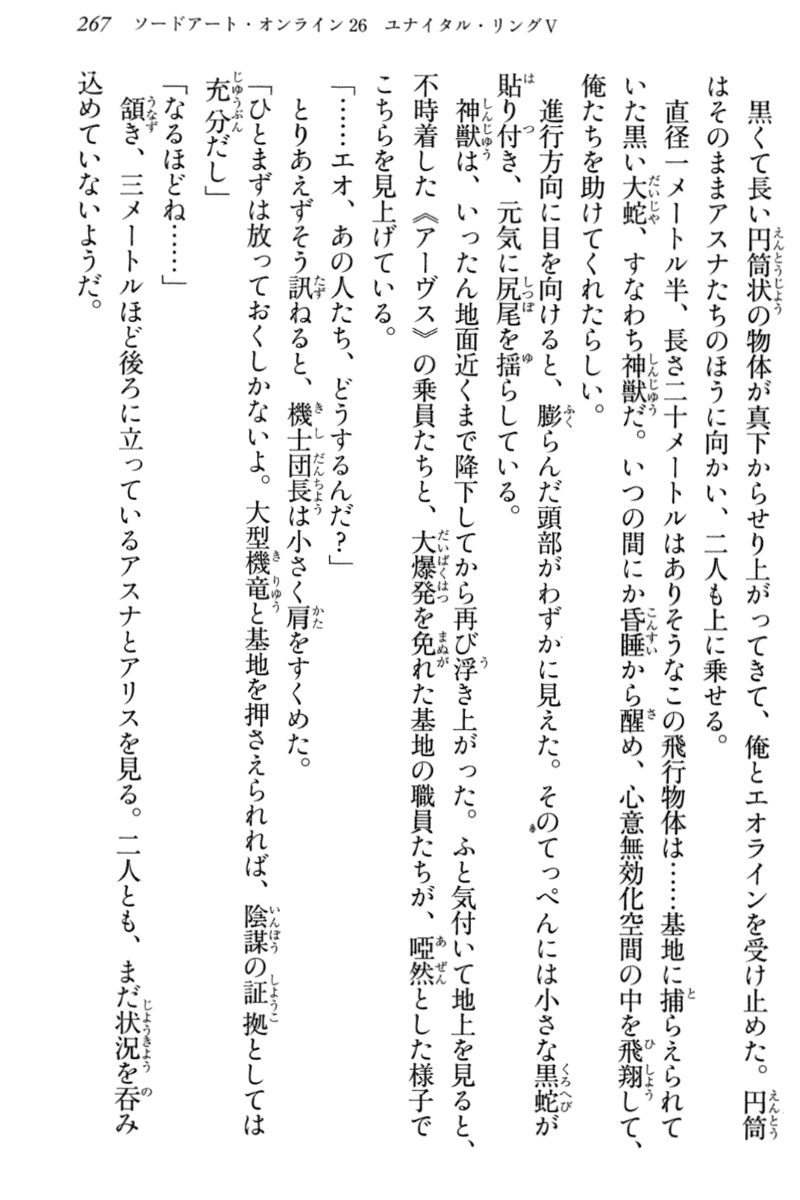 267 ソードアート・オンライン26 ユナイタル・リングV
黒くて長い円筒状の物体が真下からせり上がってきて、俺とエオラインを受け止めた。円筒
はそのままアスナたちのほうに向かい、二人も上に乗せる。
直径一メートル半、長さ二十メートルはありそうなこの飛行物体は……基地に捕らえられて
いた黒い大蛇、すなわち神獣だ。いつの間にか昏睡から醒め、心意無効化空間の中を飛翔して、
俺たちを助けてくれたらしい。
進行方向に目を向けると、膨らんだ頭部がわずかに見えた。そのてっぺんには小さな黒蛇が
貼り付き、元気に尻尾を揺らしている。
神獣は、いったん地面近くまで降下してから再び浮き上がった。ふと気付いて地上を見ると、
不時着した《アーヴス》の乗員たちと、大爆発を免れた基地の職員たちが、啞然とした様子で
こちらを見上げている。
「……エオ、あの人たち、どうするんだ？」
とりあえずそう訊ねると、機士団長は小さく肩をすくめた。
「ひとまずは放っておくしかないよ。大型機竜と基地を押さえられれば、陰謀の証拠としては
充分だし」
「なるほどね……」
頷き、三メートルほど後ろに立っているアスナとアリスを見る。二人とも、まだ状況を呑み
込めていないようだ。